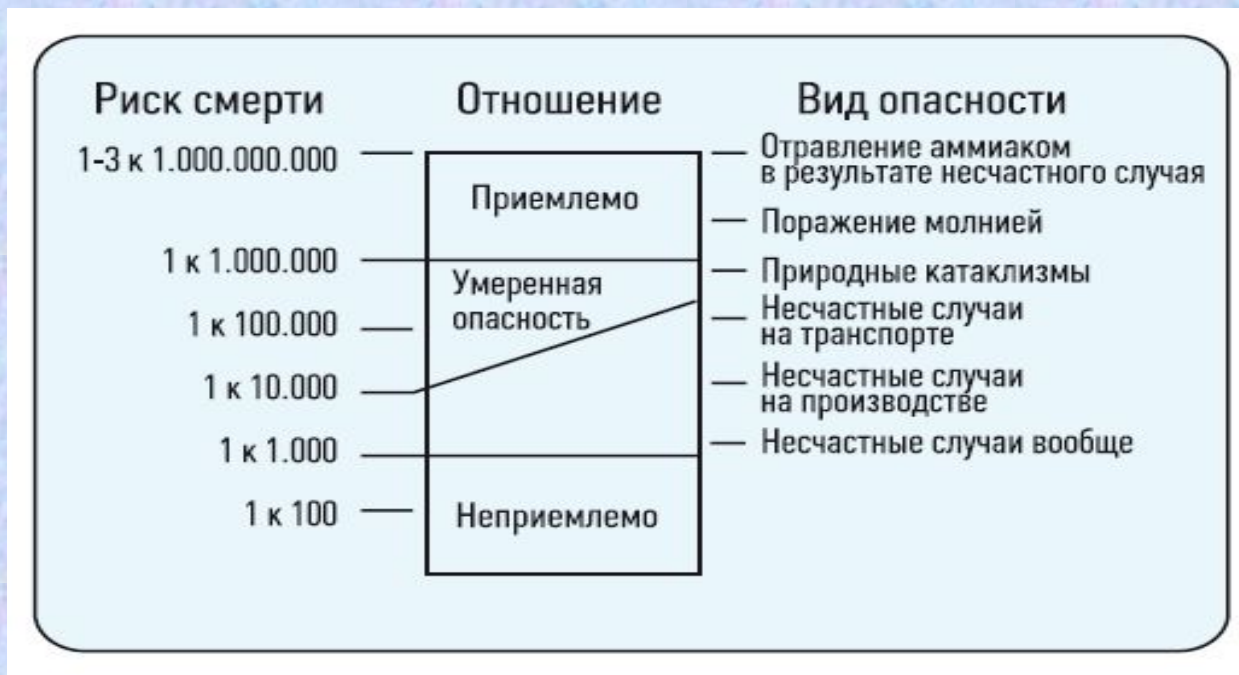 Риск смерти
1-3 к 1.000.000.000
1 к 1.000.000
1 к 100.000
1 к 10.000
1 к 1.000
1 к 100
Отношение
Приемлемо
Умеренная
опасность
Неприемлемо
Вид опасности
Отравление аммиаком
в результате несчастного случая
Поражение молнией
Природные катаклизмы
Несчастные случаи
на транспорте
Несчастные случаи
на производстве
Несчастные случаи вообще